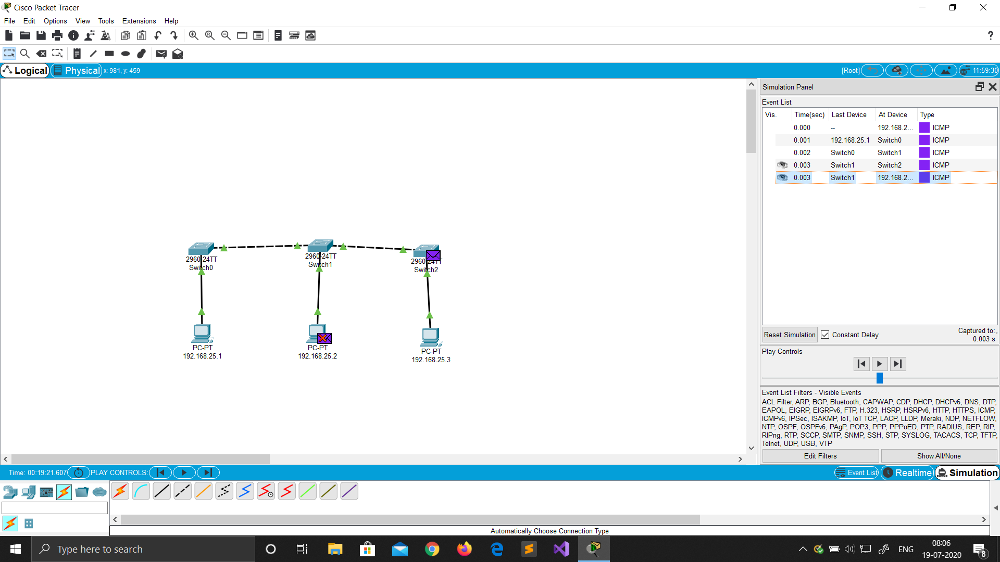 Cisco Packet Tracer
File Edit Options View Tools Extensions Help
?
Logical Physical x: 981, y: 459 [Root] 11:59:30
Simulation Panel
Event List
Vis. Time(sec) Last Device At Device Type
0.000 -- 192.168.2... ICMP
0.001 192.168.25.1 Switch0 ICMP
0.002 Switch0 Switch1 ICMP
0.003 Switch1 Switch2 ICMP
0.003 Switch1 192.168.2... ICMP
2960-24TT
Switch0
2960-24TT
Switch1
2960-24TT
Switch2
PC-PT
192.168.25.1
PC-PT
192.168.25.2
PC-PT
192.168.25.3
Reset Simulation Constant Delay Captured to:
0.003 s
Play Controls
Event List Filters - Visible Events
ACL Filter, ARP, BGP, Bluetooth, CAPWAP, CDP, DHCP, DHCPv6, DNS, DTP,
EAPOL, EIGRP, EIGRPv6, FTP, H.323, HSRP, HSRPv6, HTTP, HTTPS, ICMP,
ICMPv6, IPSec, ISAKMP, IoT, IoT TCP, LACP, LLDP, Meraki, NDP, NETFLOW,
NTP, OSPF, OSPFv6, PAgP, POP3, PPP, PPPoED, PTP, RADIUS, REP, RIP,
RIPng, RTP, SCCP, SMTP, SNMP, SSH, STP, SYSLOG, TACACS, TCP, TFTP,
Telnet, UDP, USB, VTP
Edit Filters Show All/None
Time: 00:19:21.607 PLAY CONTROLS: Event List Realtime Simulation
Automatically Choose Connection Type
Type here to search
ENG
08:06
19-07-2020
8